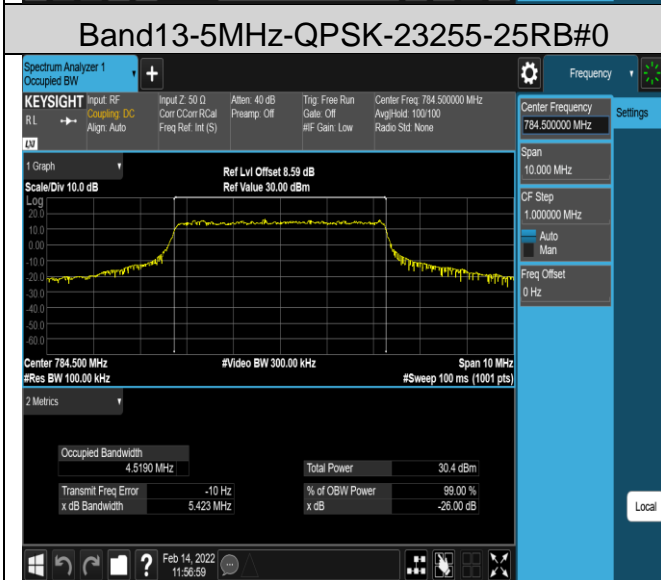 Band13-5MHz-QPSK-23255-25RB#0
Spectrum Analyzer 1
Occupied BW
+
Frequency
KEYSIGHT
RL
Input: RF
Coupling: DC
Align: Auto
Input Z: 50 Ω
Corr CCorr RCal
Freq Ref: Int (S)
Atten: 40 dB
Preamp: Off
Trig: Free Run
Gate: Off
#IF Gain: Low
Center Freq: 784.500000 MHz
Avg|Hold: 100/100
Radio Std: None
Center Frequency
784.500000 MHz
Settings
Span
10.000 MHz
CF Step
1.000000 MHz
Auto
Man
Freq Offset
0 Hz
Local
1 Graph
Scale/Div 10.0 dB
Ref Lvl Offset 8.59 dB
Ref Value 30.00 dBm
Log
20.0
10.0
0.00
-10.0
-20.0
-30.0
-40.0
-50.0
-60.0
Center 784.500 MHz
#Video BW 300.00 kHz
Span 10 MHz
#Res BW 100.00 kHz
#Sweep 100 ms (1001 pts)
2 Metrics
Occupied Bandwidth
4.5190 MHz
Total Power 30.4 dBm
Transmit Freq Error -10 Hz
% of OBW Power 99.00 %
x dB Bandwidth 5.423 MHz
x dB -26.00 dB
?
Feb 14, 2022
11:56:59